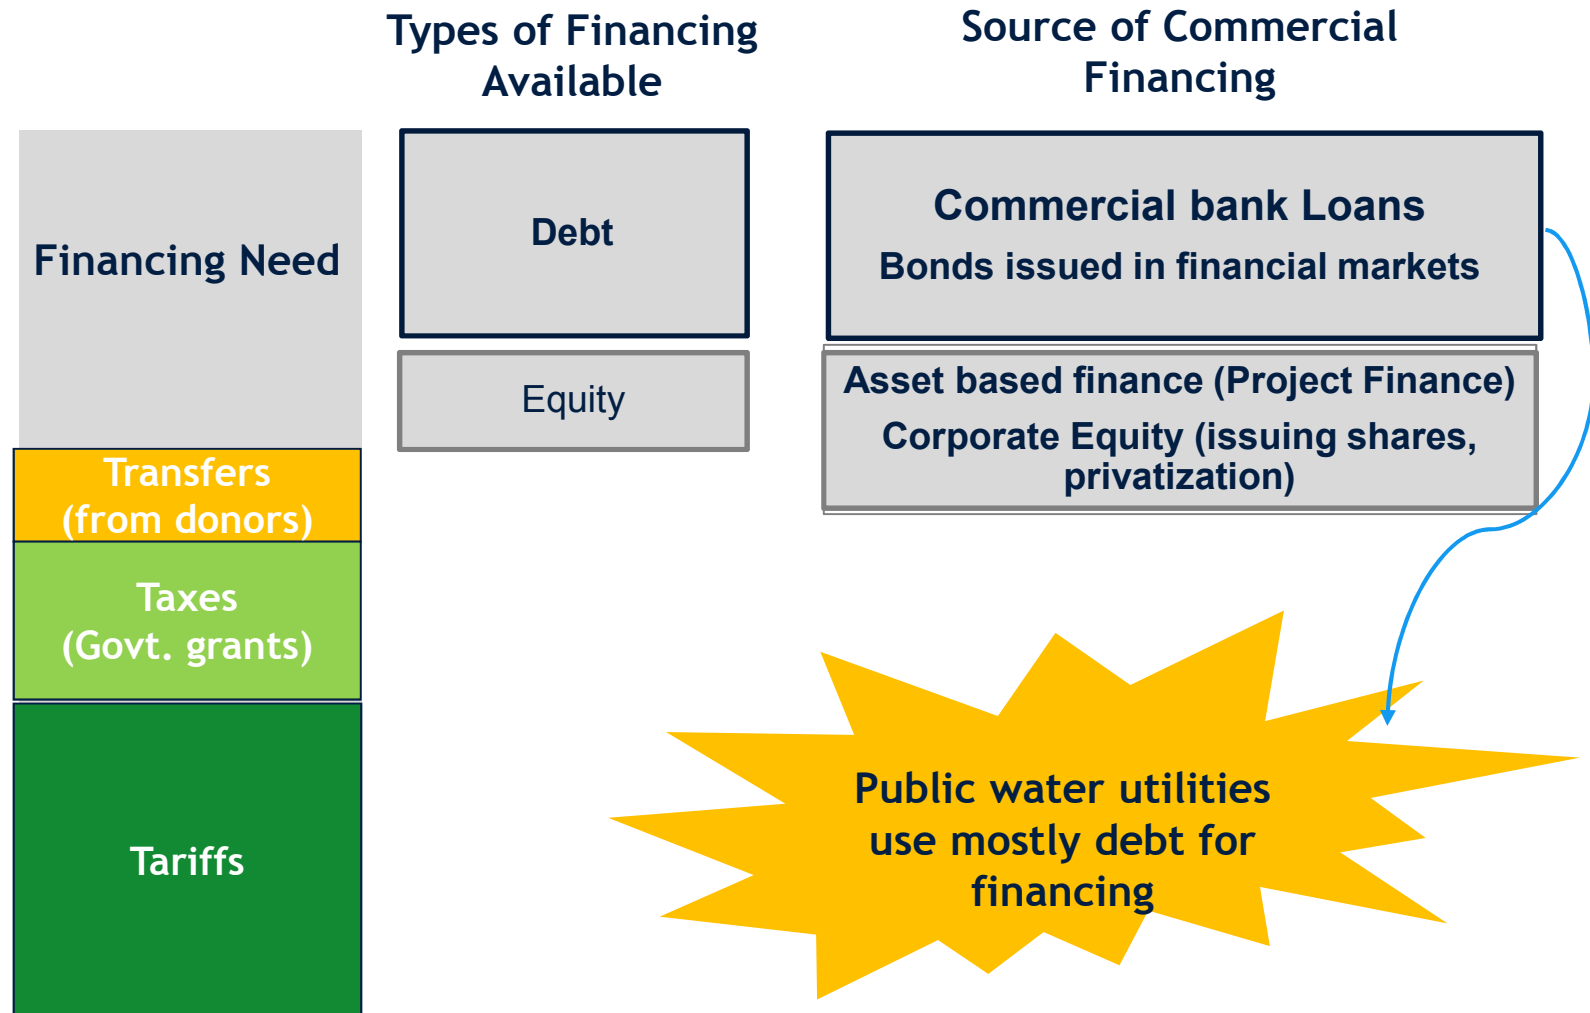 Types of Financing
Available
Source of Commercial
Financing
Financing Need
Transfers
(from donors)
Taxes
(Govt. grants)
Tariffs
Debt
Equity
Commercial bank Loans
Bonds issued in financial markets
Asset based finance (Project Finance)
Corporate Equity (issuing shares,
privatization)
Public water utilities
use mostly debt for
financing